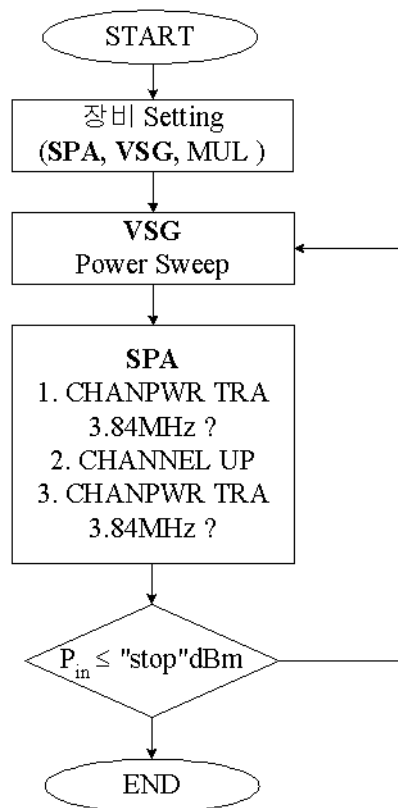 START
장비 Setting
(SPA, VSG, MUL )
VSG
Power Sweep
SPA
1. CHANPWR TRA
3.84MHz ?
2. CHANNEL UP
3. CHANPWR TRA
3.84MHz ?
Pin ≤ "stop"dBm
END